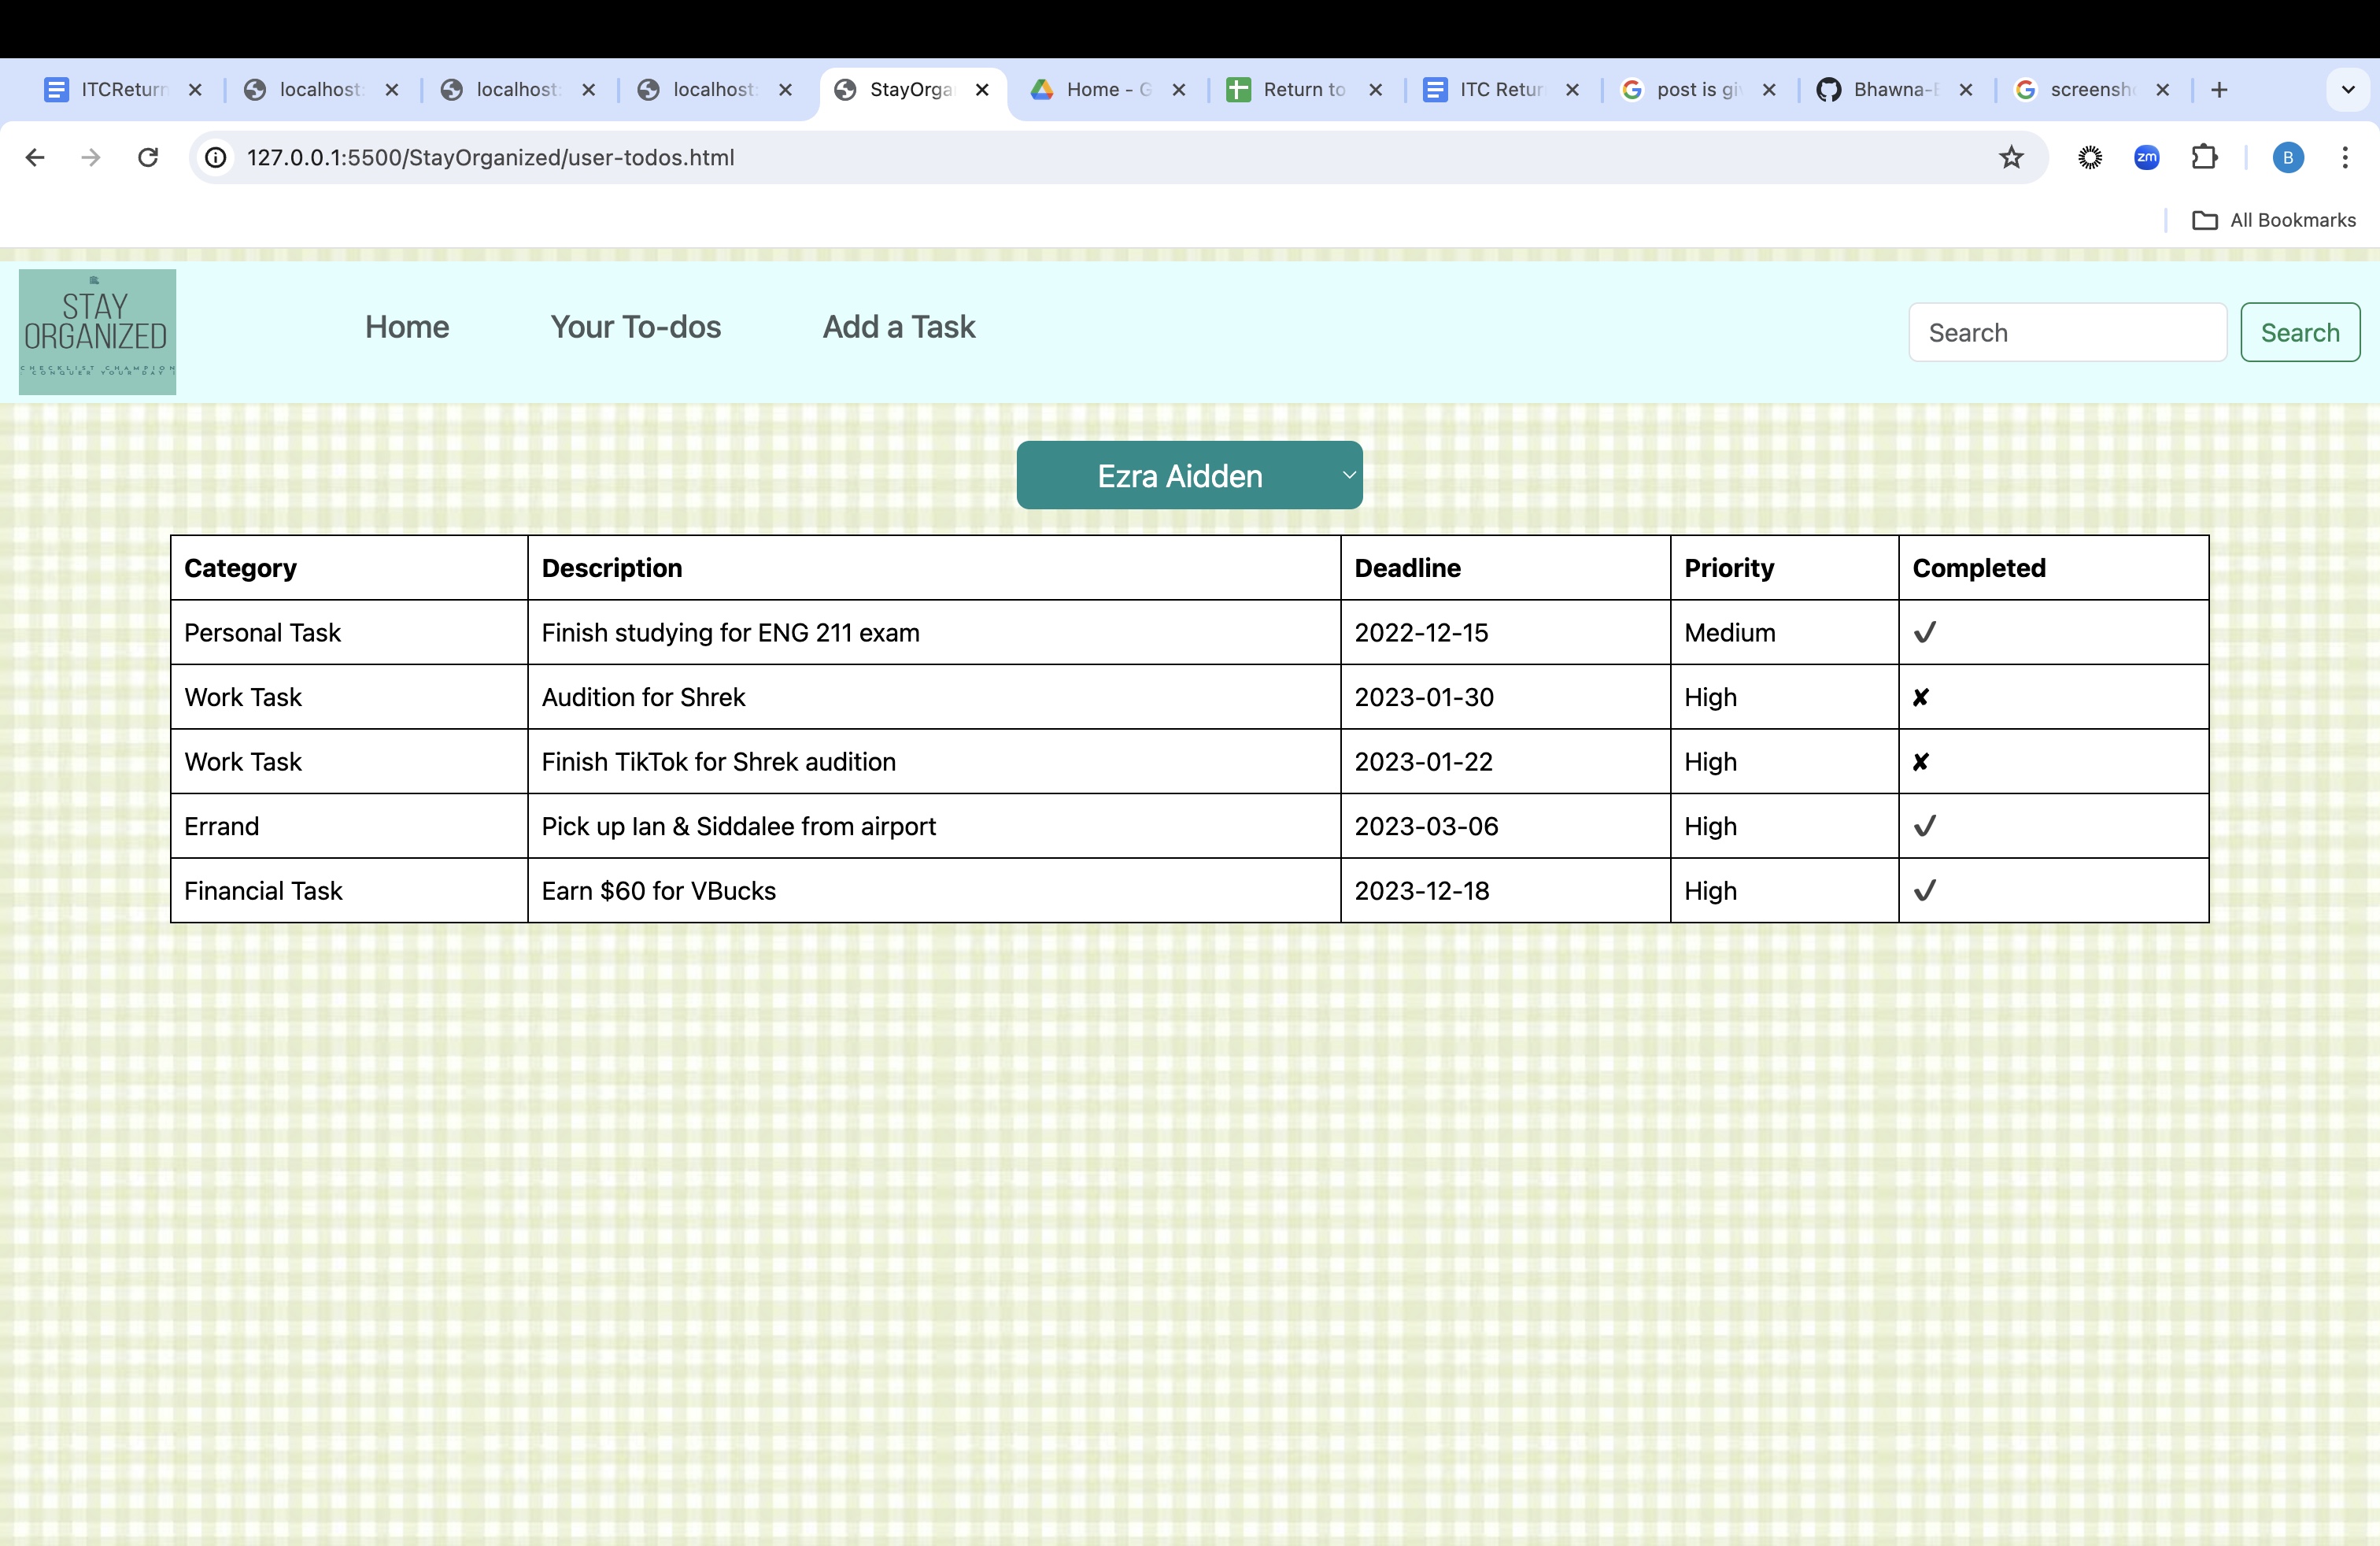 ITCReturn
localhost:
localhost:
localhost:
StayOrga
Home - G
Return to
ITC Retur
post is gi
Bhawna-
screensh
127.0.0.1:5500/StayOrganized/user-todos.html
zm
B
All Bookmarks
STAY
ORGANIZED
CHECKLIST CHAMPION
CONQUER YOUR DAY
Home Your To-dos Add a Task Search Search
Ezra Aidden
Category Description Deadline Priority Completed
Personal Task Finish studying for ENG 211 exam 2022-12-15 Medium ✔
Work Task Audition for Shrek 2023-01-30 High ✘
Work Task Finish TikTok for Shrek audition 2023-01-22 High ✘
Errand Pick up Ian & Siddalee from airport 2023-03-06 High ✔
Financial Task Earn $60 for VBucks 2023-12-18 High ✔